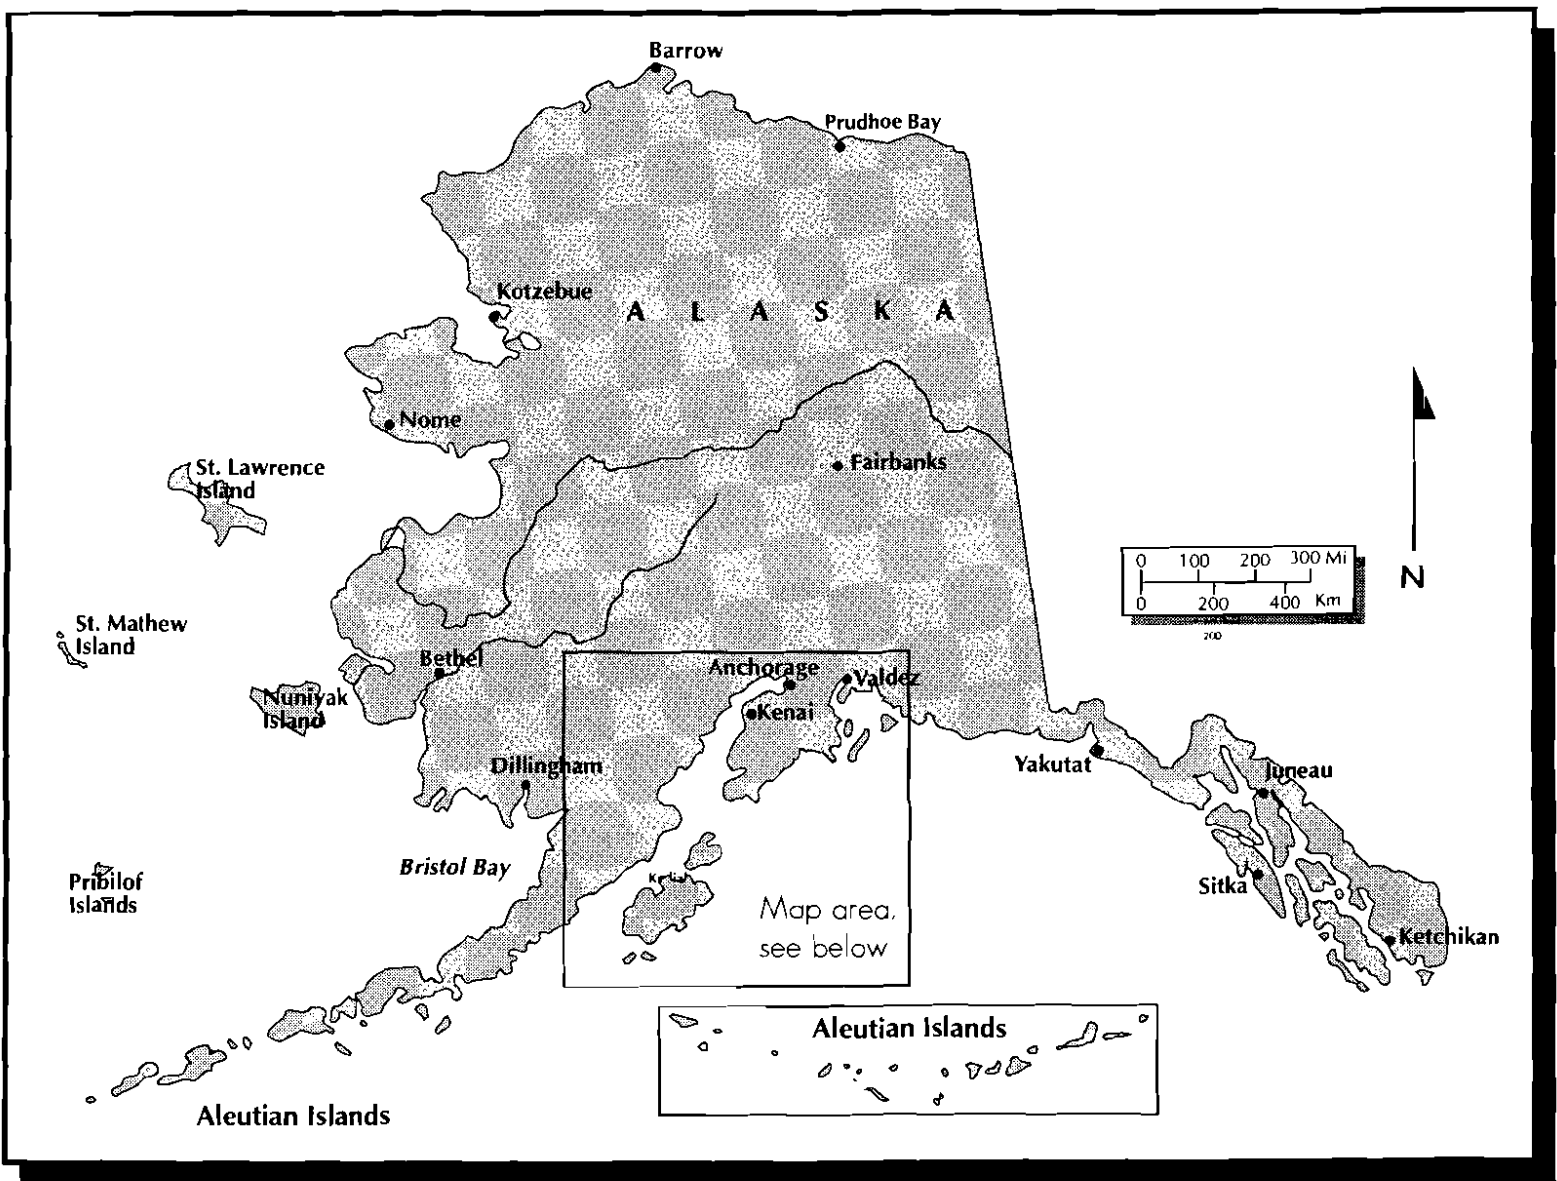 Barrow
Prudhoe Bay
Kotzebue
A L A S K A
Nome
Fairbanks
St. Lawrence
Island
0 100 200 300 Mi
0 200 400 Km
200
N
St. Mathew
Island
Bethel
Anchorage
Valdez
Nuniyak
Island
Kenai
Yakutat
Dillingham
Juneau
Bristol Bay
Pribilof
Islands
Sitka
Map area,
see below
Ketchikan
Aleutian Islands
Aleutian Islands